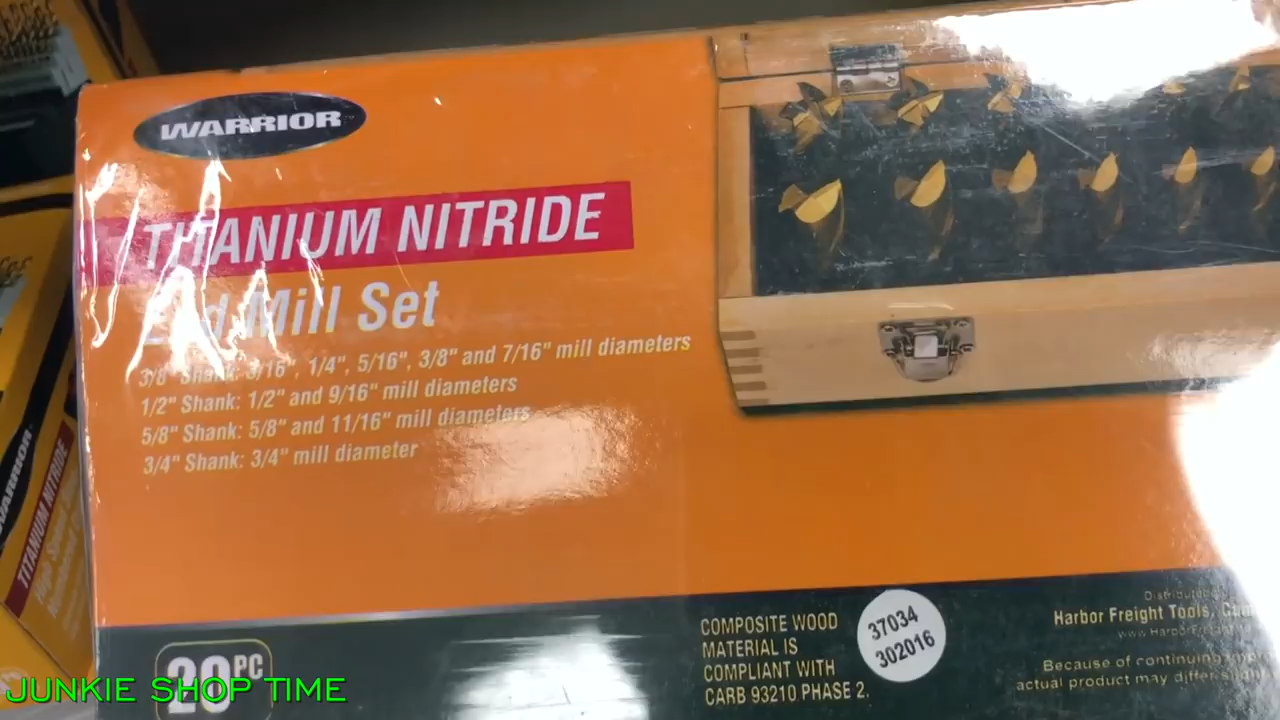 WARRIOR
TITANIUM NITRIDE
End Mill Set
3/8" Shank: 3/16", 1/4", 5/16", 3/8" and 7/16" mill diameters
1/2" Shank: 1/2" and 9/16" mill diameters
5/8" Shank: 5/8" and 11/16" mill diameters
3/4" Shank: 3/4" mill diameter
20 PC
COMPOSITE WOOD
MATERIAL IS
COMPLIANT WITH
CARB 93210 PHASE 2.
37034
302016
Distributed
Harbor Freight Tools,
Because of continuing
actual product may differ
WARRIOR
TITANIUM NITRIDE
JUNKIE SHOP TIME